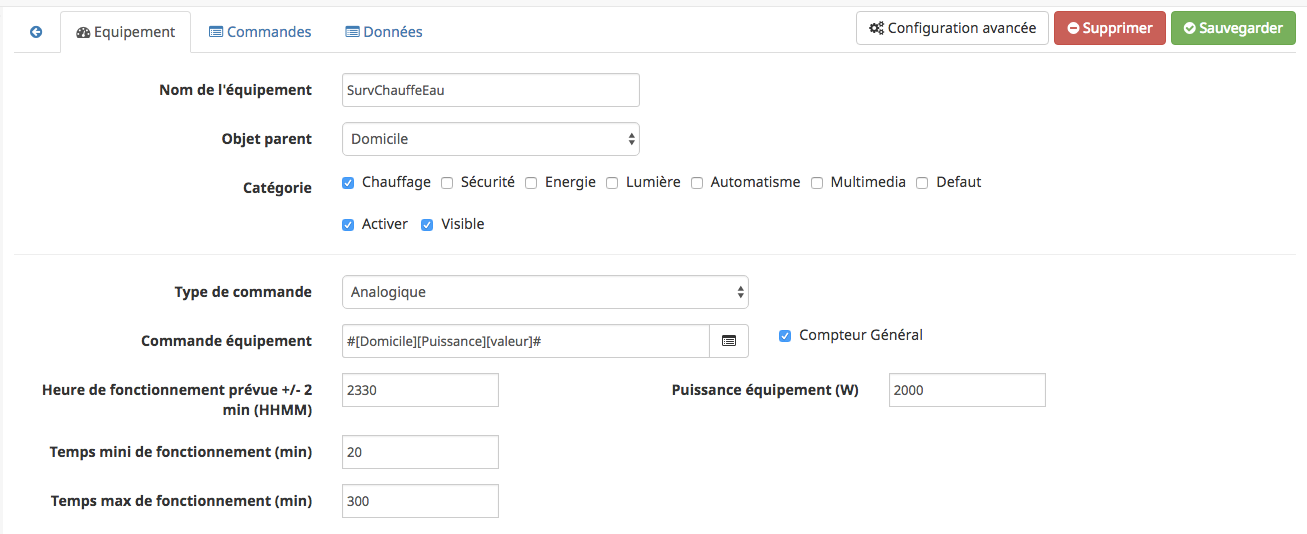 Equipement Commandes Données Configuration avancée Supprimer Sauvegarder
Nom de l'équipement SurvChauffeEau
Objet parent Domicile
Catégorie Chauffage Sécurité Energie Lumière Automatisme Multimedia Defaut
Activer Visible
Type de commande Analogique
Commande équipement #[Domicile][Puissance][valeur]# Compteur Général
Heure de fonctionnement prévue +/- 2 2330 Puissance équipement (W) 2000
min (HHMM)
Temps mini de fonctionnement (min) 20
Temps max de fonctionnement (min) 300